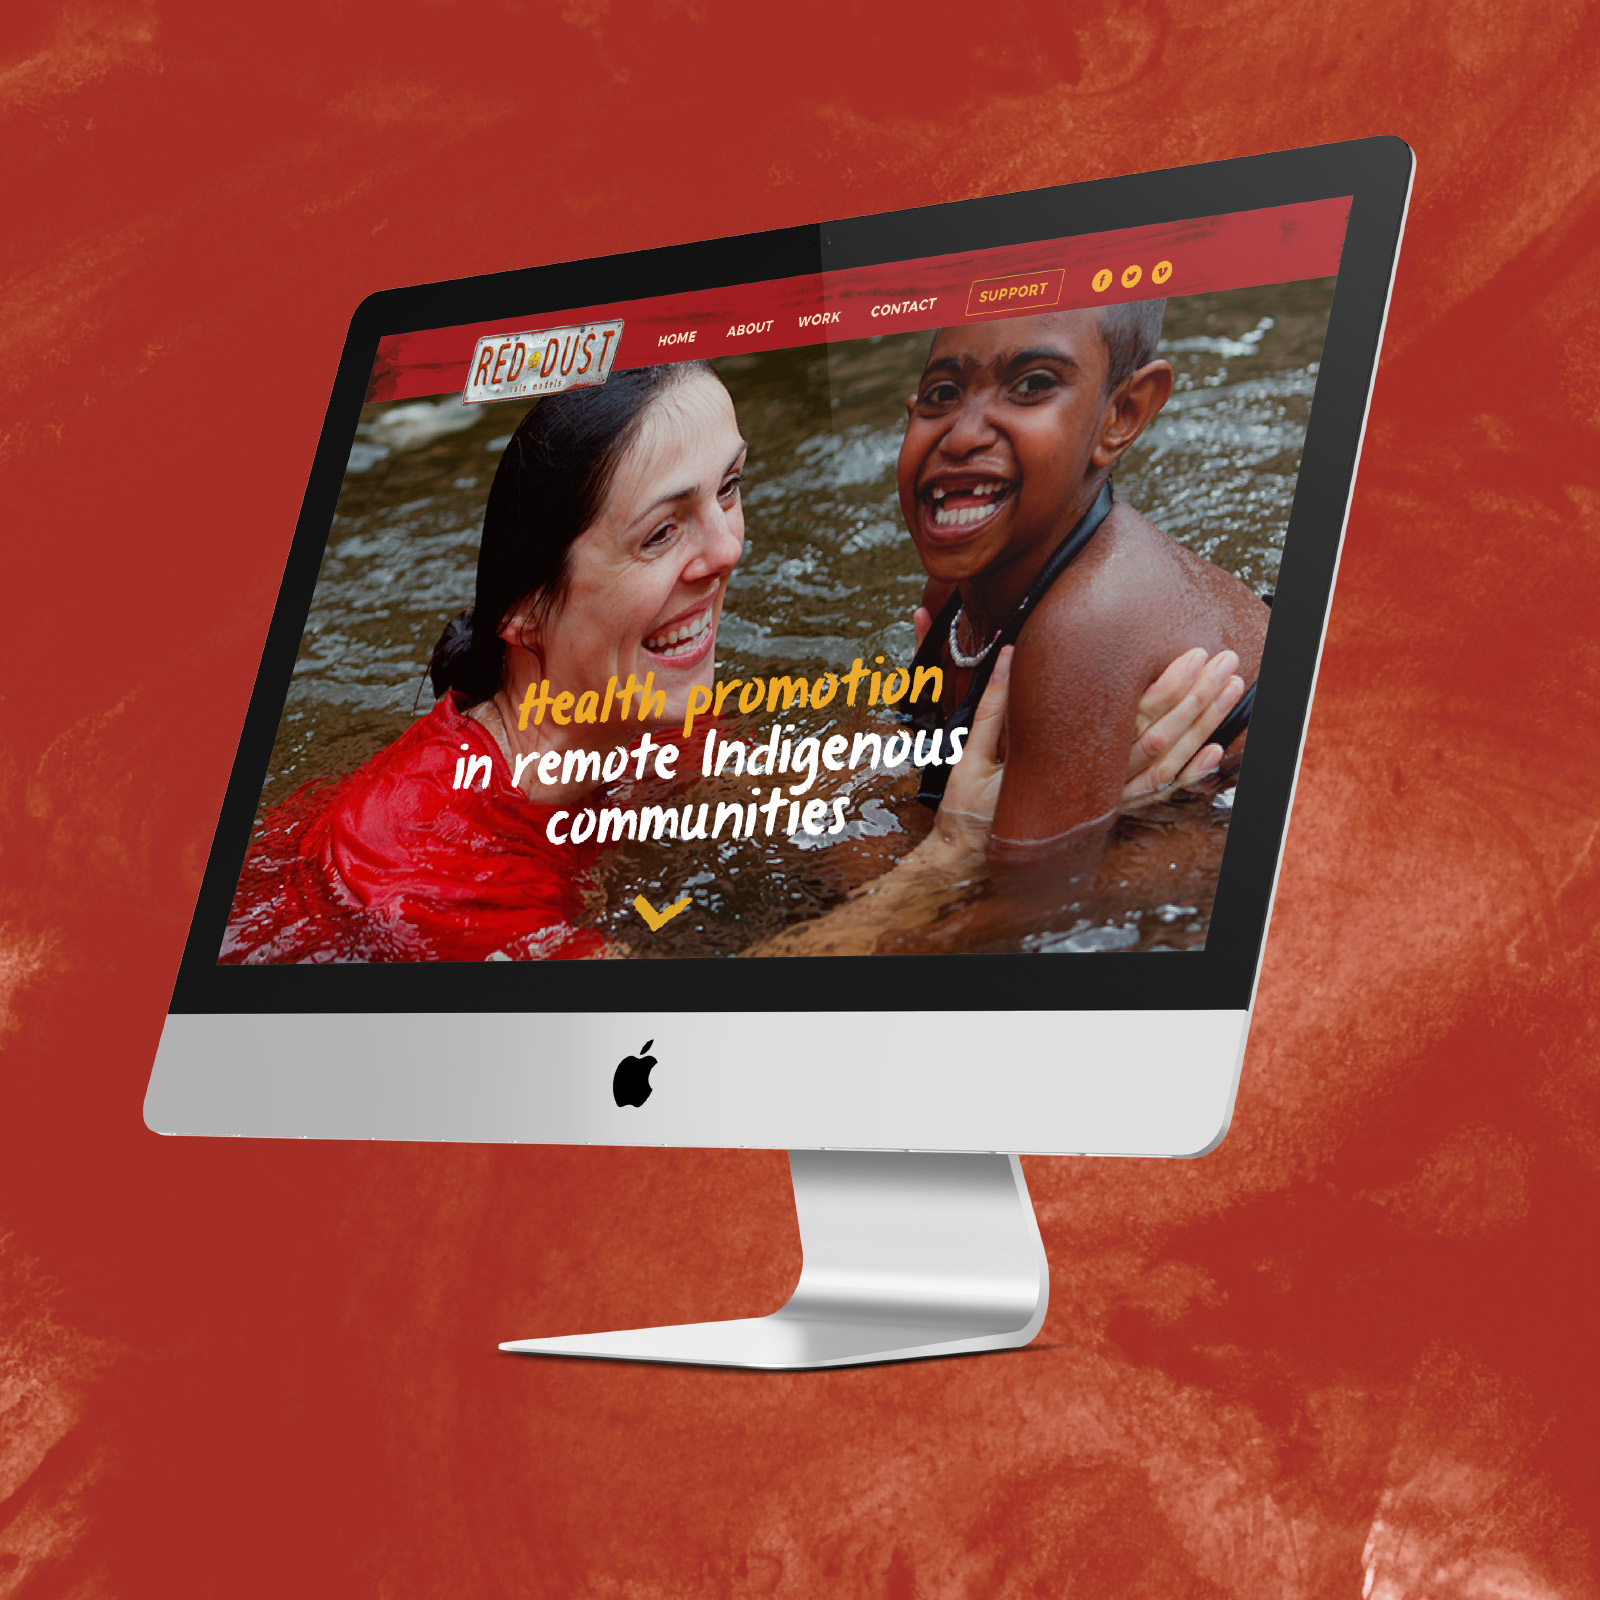 RED DUST
role models
HOME
ABOUT
WORK
CONTACT
SUPPORT
Health promotion
in remote Indigenous
communities